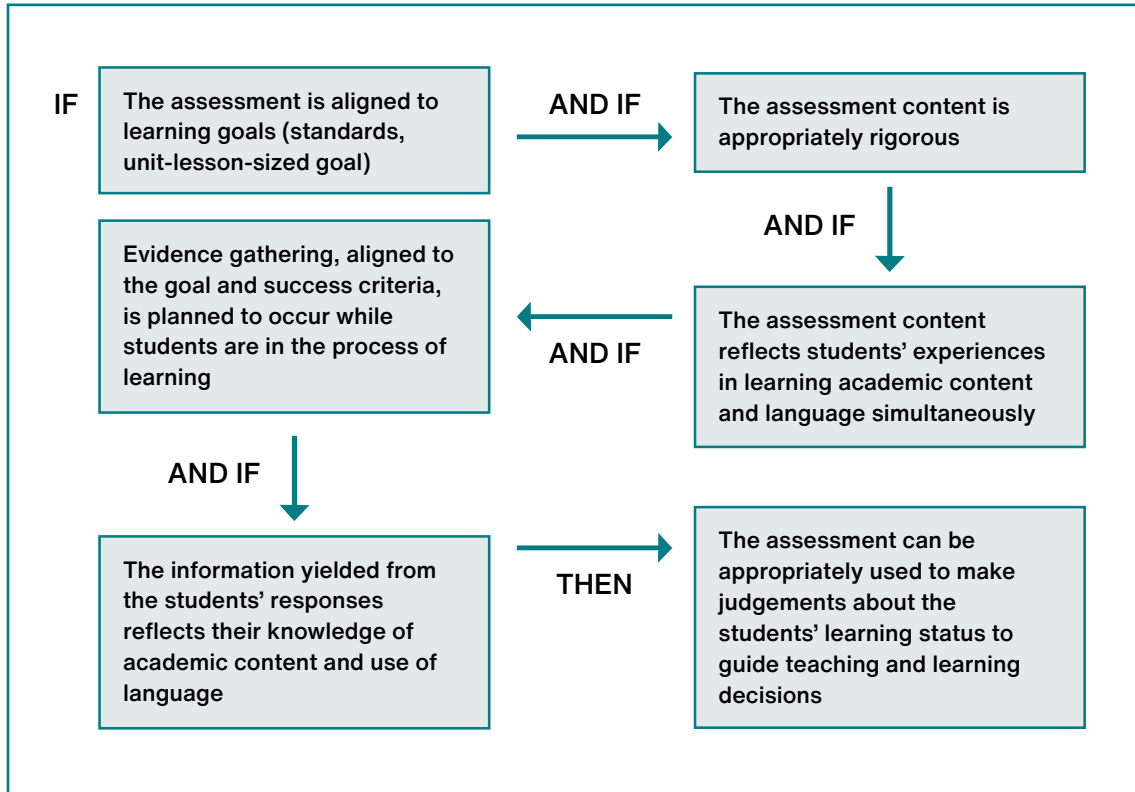 IF
The assessment is aligned to
learning goals (standards,
unit-lesson-sized goal)
AND IF
The assessment content is
appropriately rigorous
AND IF
The assessment content
reflects students’ experiences
in learning academic content
and language simultaneously
AND IF
Evidence gathering, aligned to
the goal and success criteria,
is planned to occur while
students are in the process of
learning
AND IF
The information yielded from
the students’ responses
reflects their knowledge of
academic content and use of
language
THEN
The assessment can be
appropriately used to make
judgements about the
students’ learning status to
guide teaching and learning
decisions